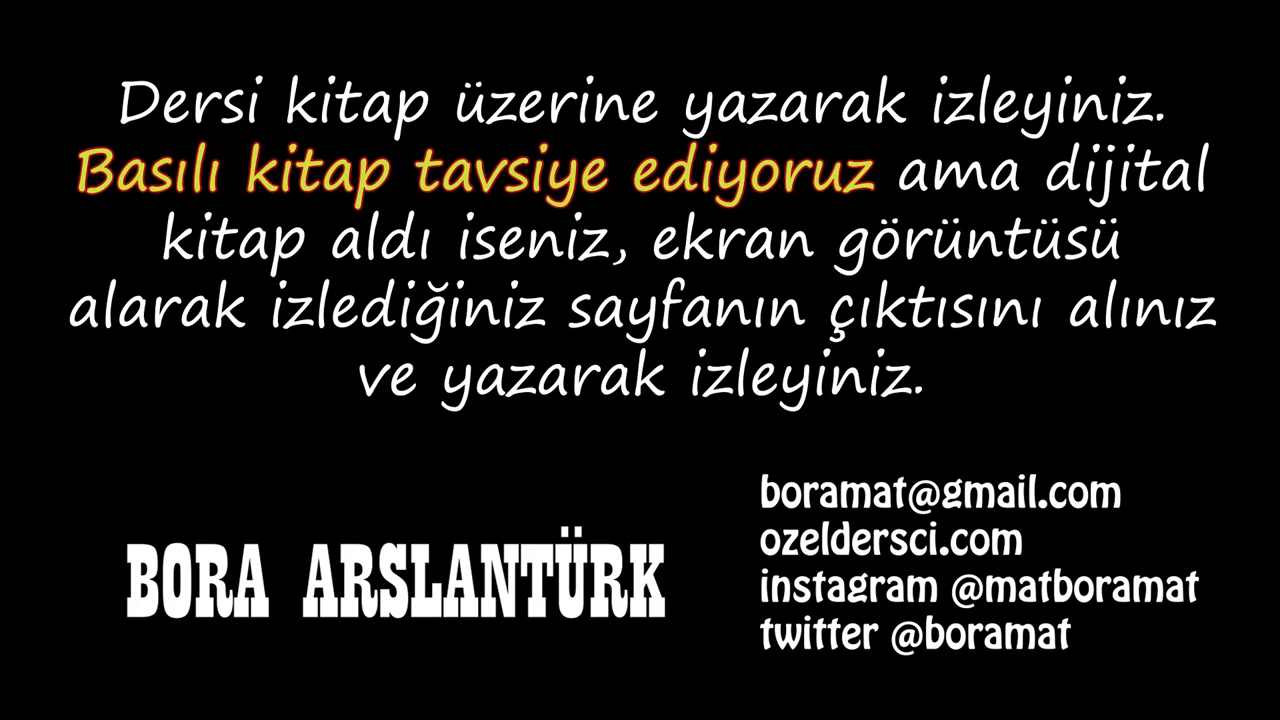 Dersi kitap üzerine yazarak izleyiniz.
Basılı kitap tavsiye ediyoruz ama dijital
kitap aldı iseniz, ekran görüntüsü
alarak izlediğiniz sayfanın çıktısını alınız
ve yazarak izleyiniz.
BORA ARSLANTÜRK
boramat@gmail.com
ozeldersci.com
instagram @matboramat
twitter @boramat